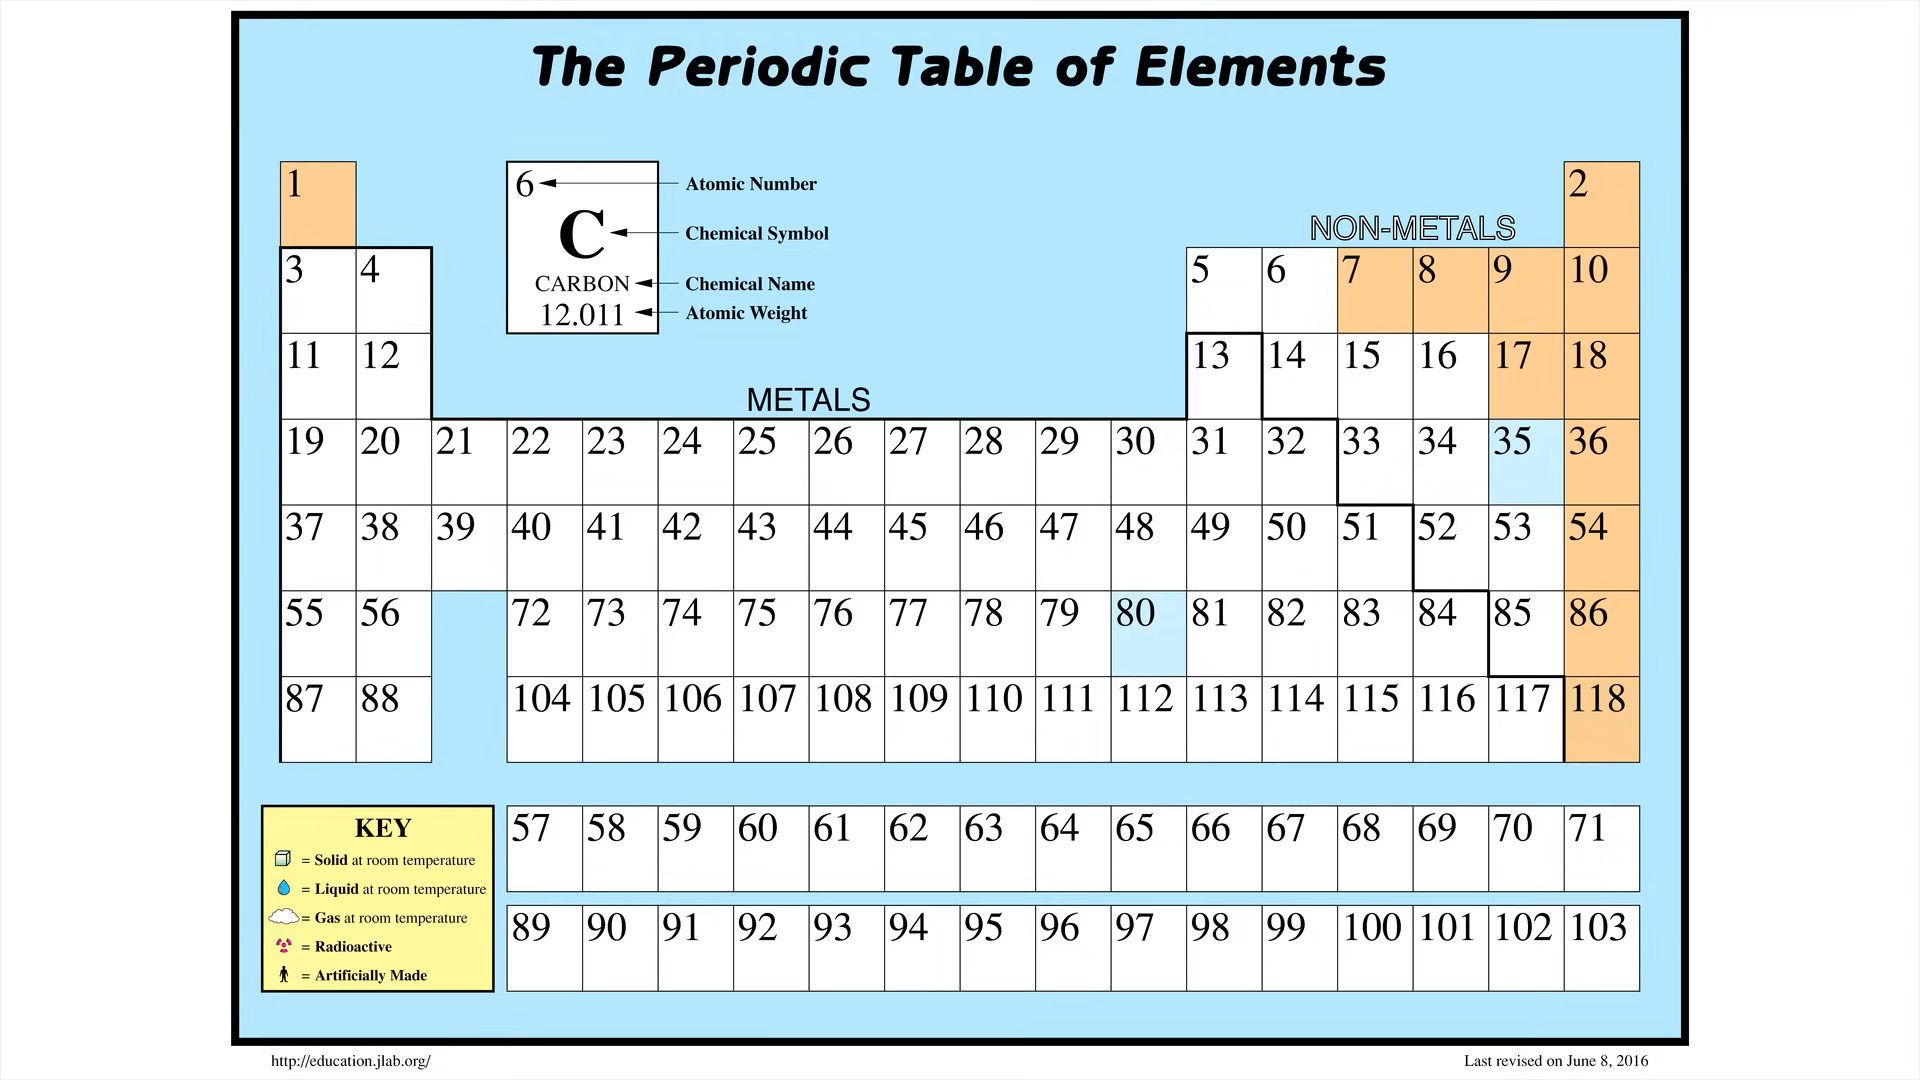 The Periodic Table of Elements
1 2
6 Atomic Number
C Chemical Symbol
CARBON Chemical Name
12.011 Atomic Weight
NON-METALS
3 4 5 6 7 8 9 10
11 12 13 14 15 16 17 18
METALS
19 20 21 22 23 24 25 26 27 28 29 30 31 32 33 34 35 36
37 38 39 40 41 42 43 44 45 46 47 48 49 50 51 52 53 54
55 56 72 73 74 75 76 77 78 79 80 81 82 83 84 85 86
87 88 104 105 106 107 108 109 110 111 112 113 114 115 116 117 118
KEY
= Solid at room temperature
= Liquid at room temperature
= Gas at room temperature
= Radioactive
= Artificially Made
57 58 59 60 61 62 63 64 65 66 67 68 69 70 71
89 90 91 92 93 94 95 96 97 98 99 100 101 102 103
http://education.jlab.org/
Last revised on June 8, 2016